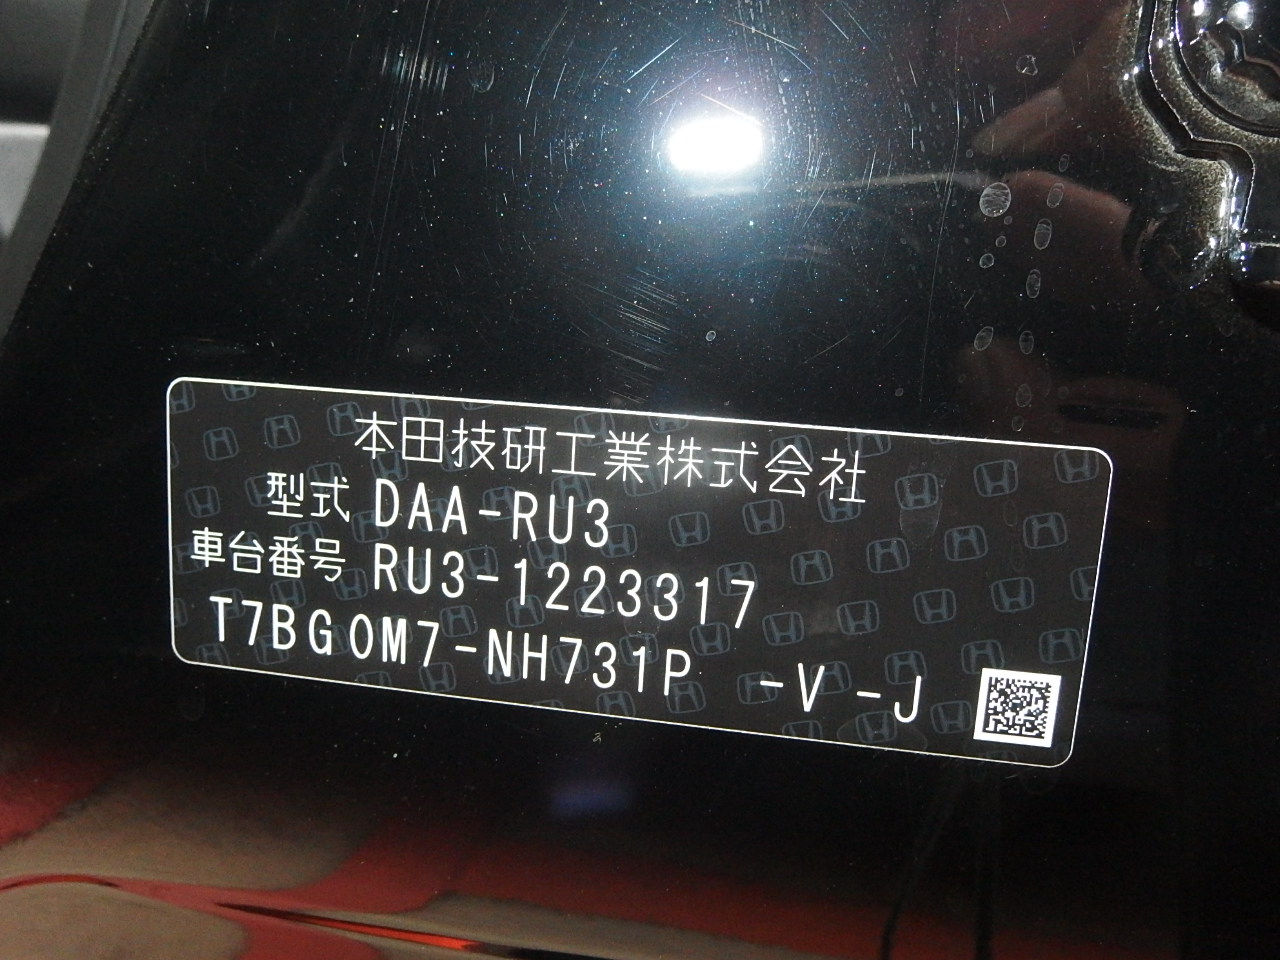 本田技研工業株式会社
型式 DAA-RU3
車台番号 RU3-1223317
T7BG0M7-NH731P -V -J